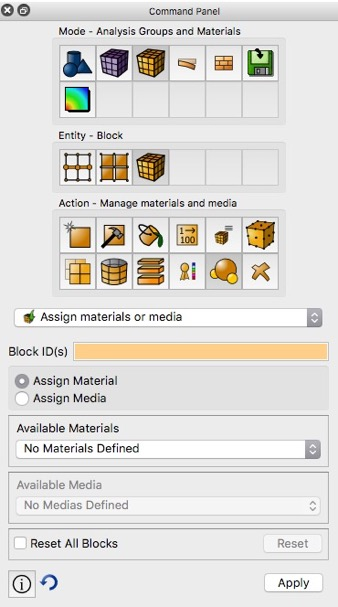 Command Panel
Mode - Analysis Groups and Materials
Entity - Block
Action - Manage materials and media
1
100
Assign materials or media
Block ID(s)
Assign Material
Assign Media
Available Materials
No Materials Defined
Available Media
No Medias Defined
Reset All Blocks Reset
Apply